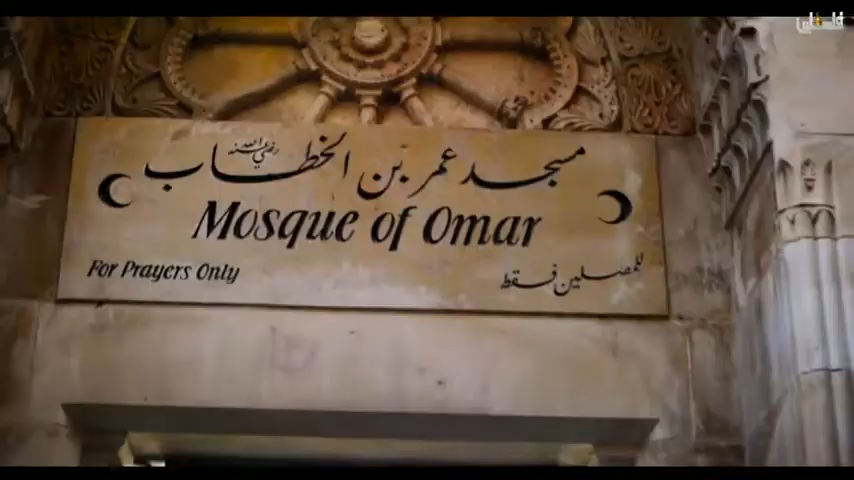 مسجد عمر بن الخطاب
رضي الله عنه
Mosque of Omar
For Prayers Only
للمصلين فقط